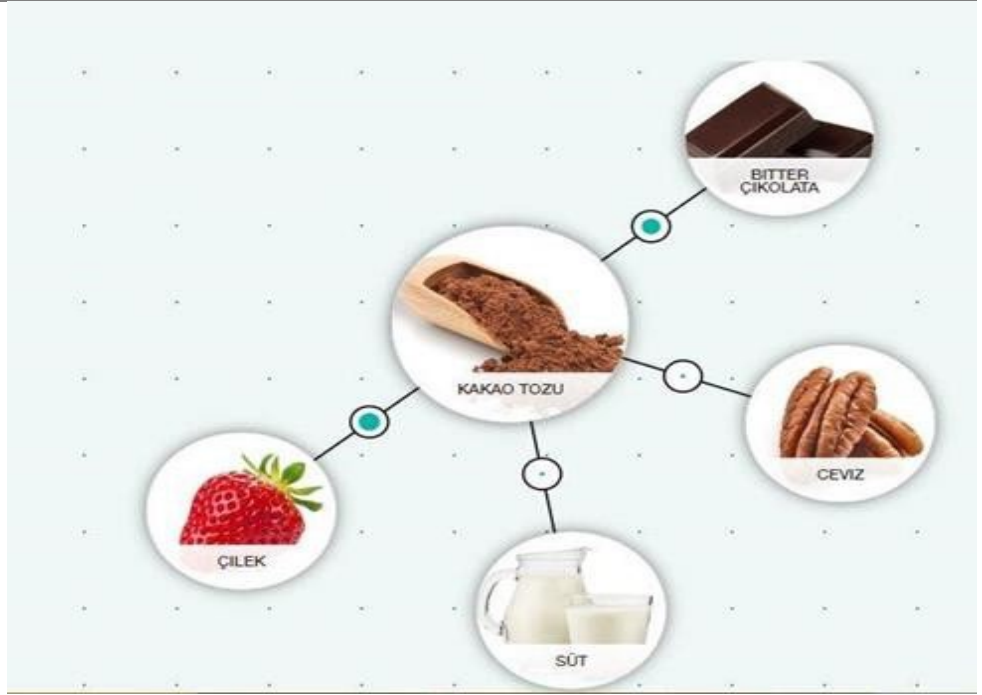 BITTER
ÇIKOLATA
KAKAO TOZU
CEVIZ
ÇILEK
SÜT